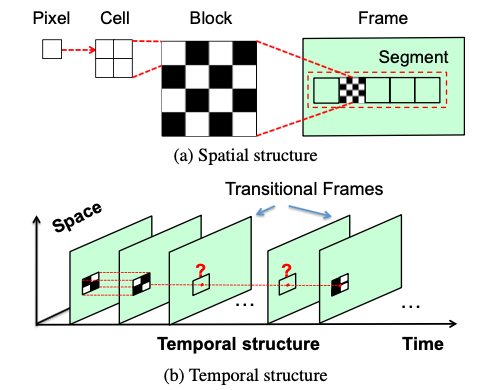 Pixel Cell Block Frame
Segment
(a) Spatial structure
Transitional Frames
Space
? ?
... ...
Temporal structure Time
(b) Temporal structure